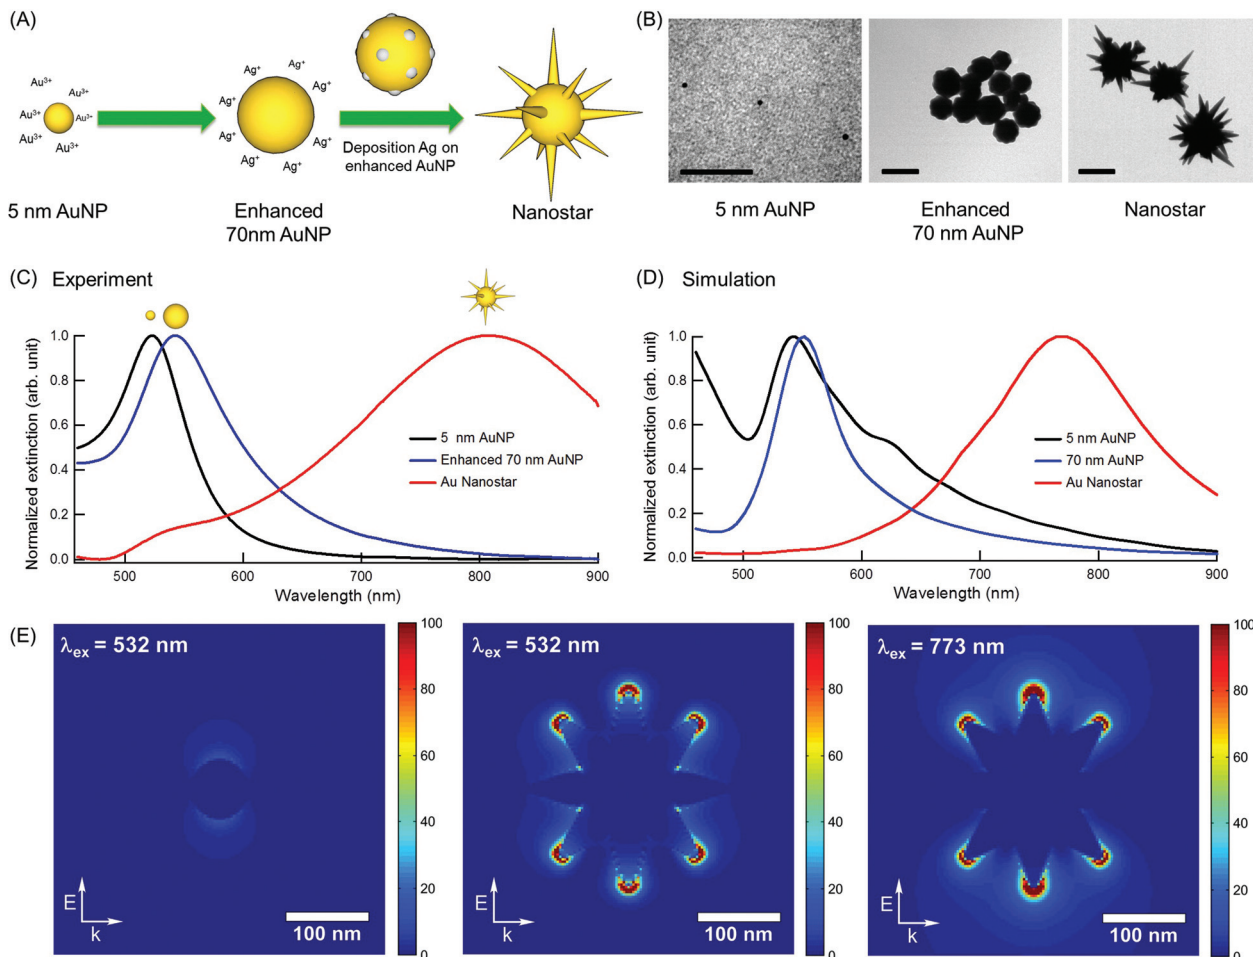 (A)
Au³⁺
Au³⁺
Au³⁺
Au³⁺
Au³⁺
Au³⁺
Ag⁺
Ag⁺
Ag⁺
Ag⁺
Ag⁺
Ag⁺
Ag⁺
Ag⁺
Ag⁺
Deposition Ag on
enhanced AuNP
5 nm AuNP
Enhanced
70nm AuNP
Nanostar
(B)
5 nm AuNP
Enhanced
70 nm AuNP
Nanostar
(C) Experiment
Normalized extinction (arb. unit)
1.0
0.8
0.6
0.4
0.2
0.0
5 nm AuNP
Enhanced 70 nm AuNP
Au Nanostar
500 600 700 800 900
Wavelength (nm)
(D) Simulation
Normalized extinction (arb. unit)
1.0
0.8
0.6
0.4
0.2
0.0
5 nm AuNP
70 nm AuNP
Au Nanostar
500 600 700 800 900
Wavelength (nm)
(E)
λex = 532 nm
E
k
100 nm
100
80
60
40
20
0
λex = 532 nm
E
k
100 nm
100
80
60
40
20
0
λex = 773 nm
E
k
100 nm
100
80
60
40
20
0